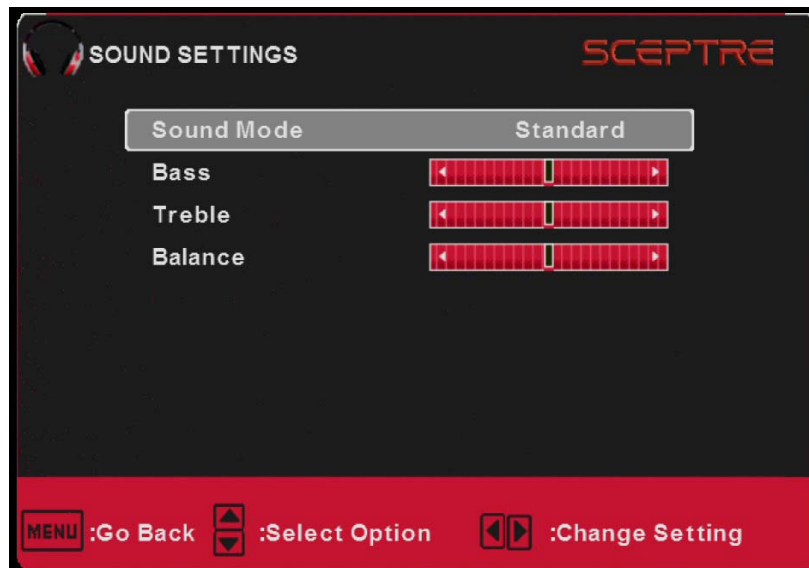 SOUND SETTINGS SCEPTRE
Sound Mode Standard
Bass
Treble
Balance
MENU :Go Back :Select Option :Change Setting